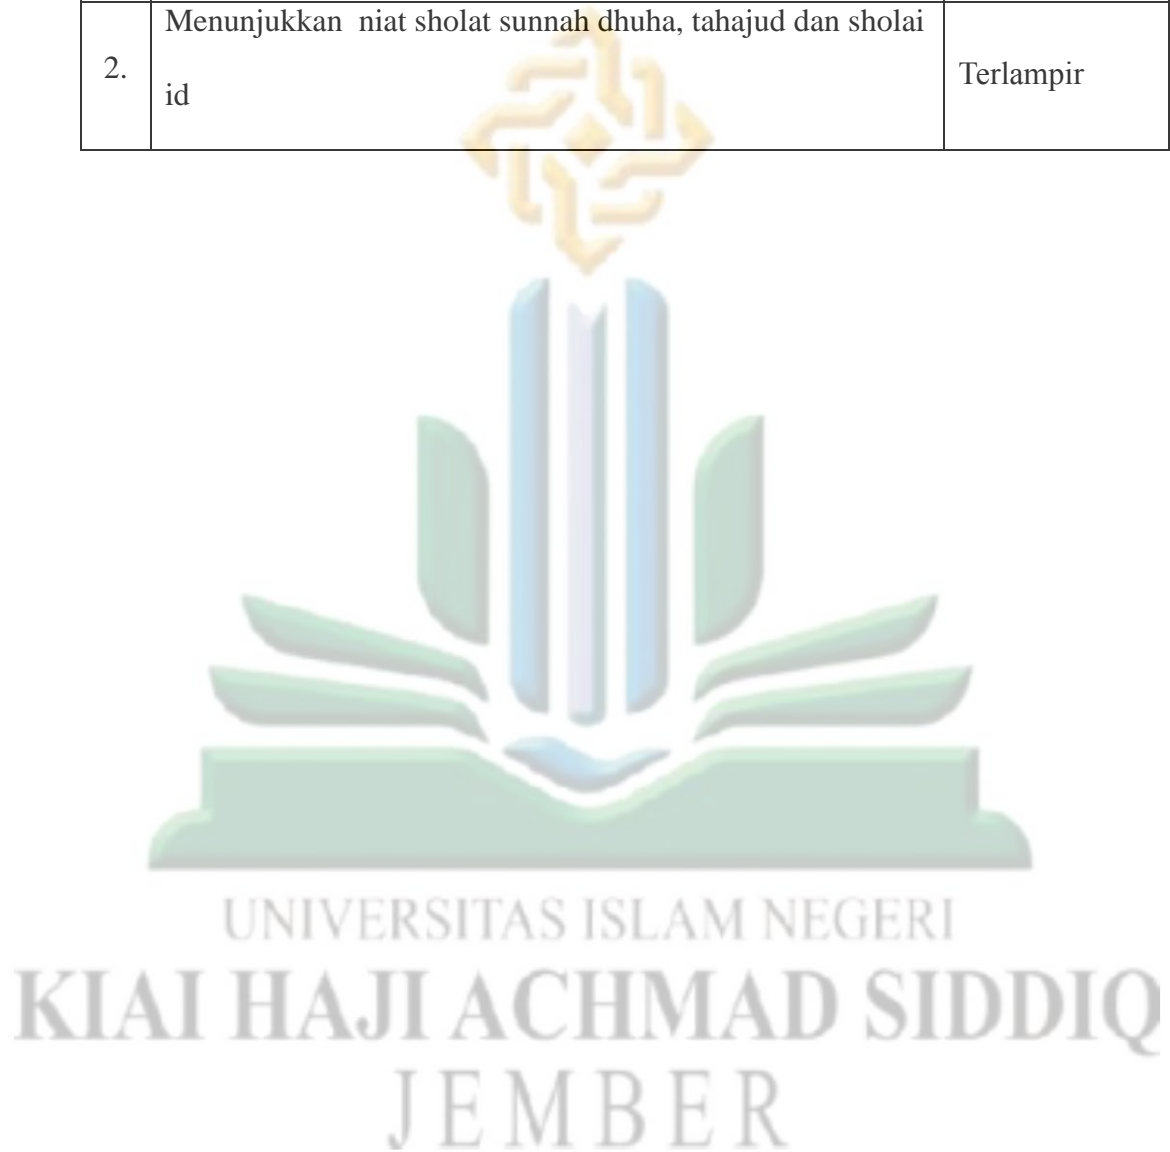 Menunjukkan  niat sholat sunnah dhuha, tahajud dan sholai
2.
id
Terlampir
UNIVERSITAS ISLAM NEGERI
KIAI HAJI ACHMAD SIDDIQ
JEMBER